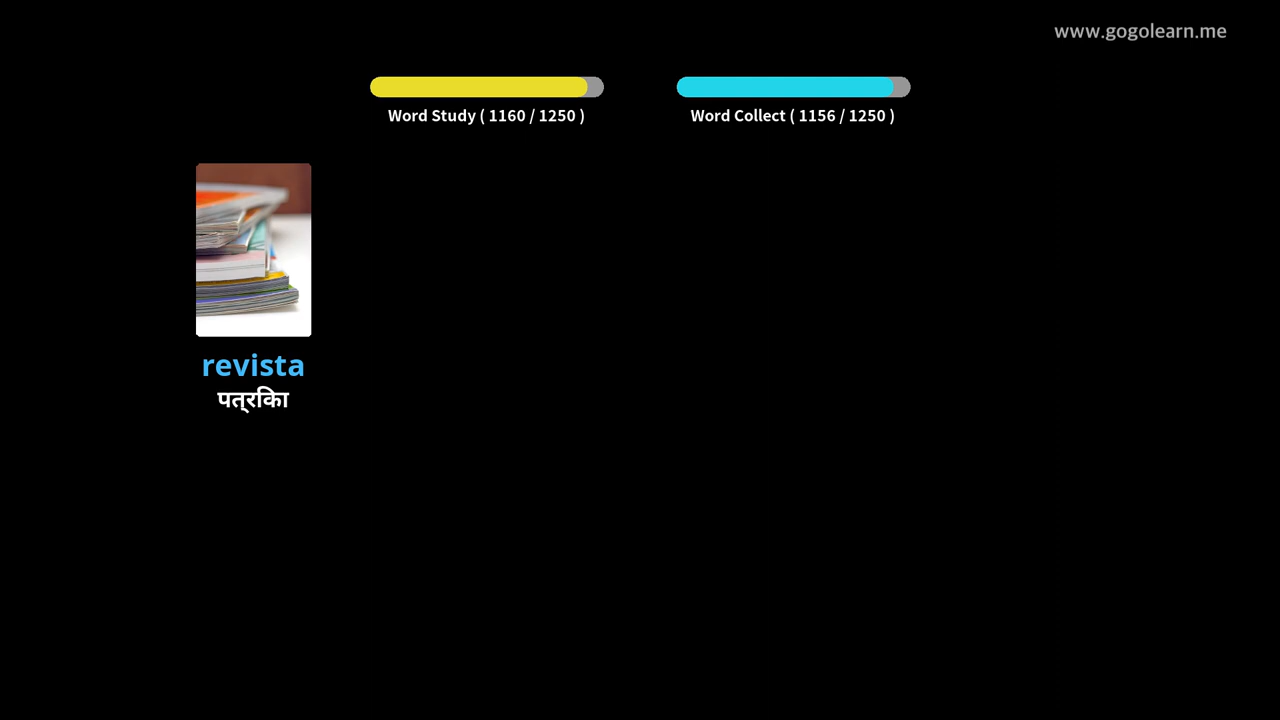 www.gogolearn.me
Word Study ( 1160 / 1250 )
Word Collect ( 1156 / 1250 )
revista
पत्रिका